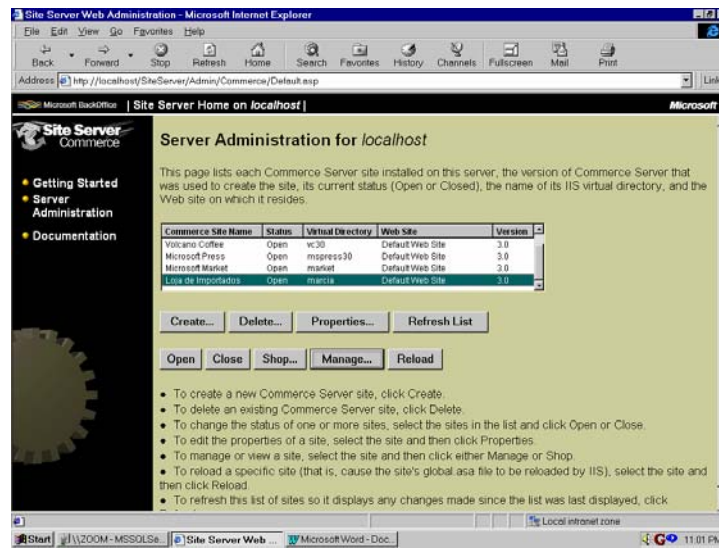 Site Server Web Administration - Microsoft Internet Explorer
File Edit View Go Favorites Help
Back Forward Stop Refresh Home Search Favorites History Channels Fullscreen Mail Print
Address http://localhost/SiteServer/Admin/Commerce/Default.asp Link
Microsoft BackOffice | Site Server Home on localhost | Microsoft
Site Server
Commerce
Getting Started
Server
Administration
Documentation
Server Administration for localhost
This page lists each Commerce Server site installed on this server, the version of Commerce Server that
was used to create the site, its current status (Open or Closed), the name of its IIS virtual directory, and the
Web site on which it resides.
Commerce Site Name Status Virtual Directory Web Site Version
Volcano Coffee Open vc30 Default Web Site 3.0
Microsoft Press Open mspress30 Default Web Site 3.0
Microsoft Market Open market Default Web Site 3.0
Loja de Importados Open marcia Default Web Site 3.0
Create... Delete... Properties... Refresh List
Open Close Shop... Manage... Reload
• To create a new Commerce Server site, click Create.
• To delete an existing Commerce Server site, click Delete.
• To change the status of one or more sites, select the sites in the list and click Open or Close.
• To edit the properties of a site, select the site and then click Properties.
• To manage or view a site, select the site and then click either Manage or Shop.
• To reload a specific site (that is, cause the site's global.asa file to be reloaded by IIS), select the site and
then click Reload.
• To refresh this list of sites so it displays any changes made since the list was last displayed, click
Local intranet zone
Start \\ZOOM - MSSQLSe... Site Server Web ... Microsoft Word - Doc... 11:01 PM